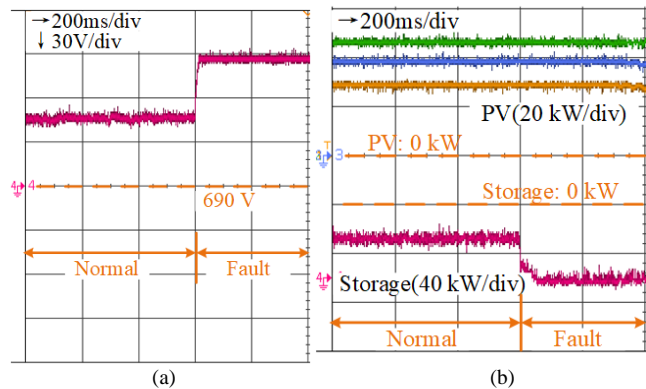 →200ms/div
↓ 30V/div
4 4
690 V
Normal Fault
(a)
→200ms/div
PV(20 kW/div)
PV: 0 kW
3
Storage: 0 kW
4
Storage(40 kW/div)
Normal Fault
(b)